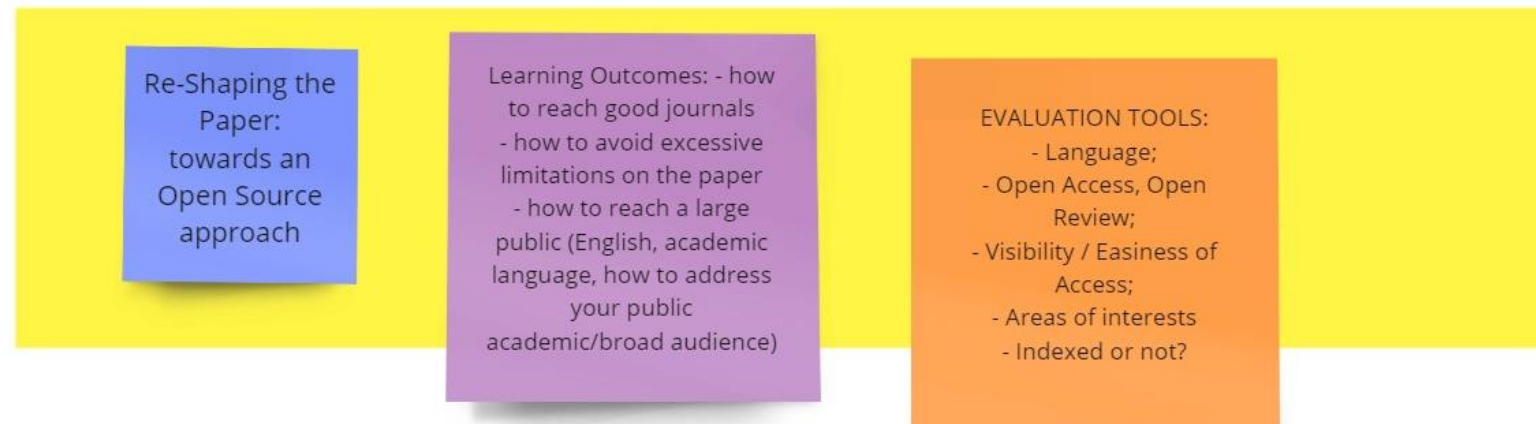 Re-Shaping the
Paper:
towards an
Open Source
approach
Learning Outcomes: - how
to reach good journals
- how to avoid excessive
limitations on the paper
- how to reach a large
public (English, academic
language, how to address
your public
academic/broad audience)
EVALUATION TOOLS:
- Language;
- Open Access, Open
Review;
- Visibility / Easiness of
Access;
- Areas of interests
- Indexed or not?